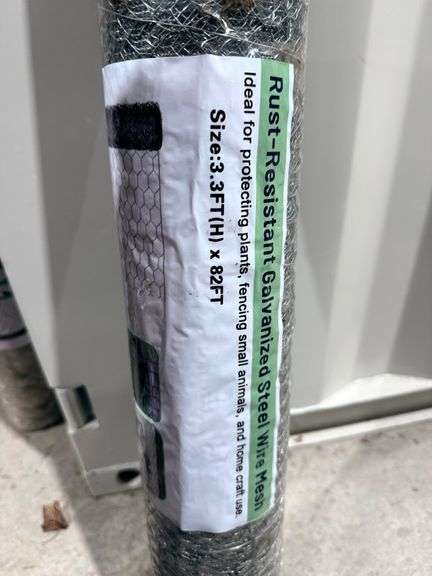 Rust-Resistant Galvanized Steel Wire Mesh
Ideal for protecting plants, fencing small animals, and home craft use.
Size:3.3FT(H) x 82FT